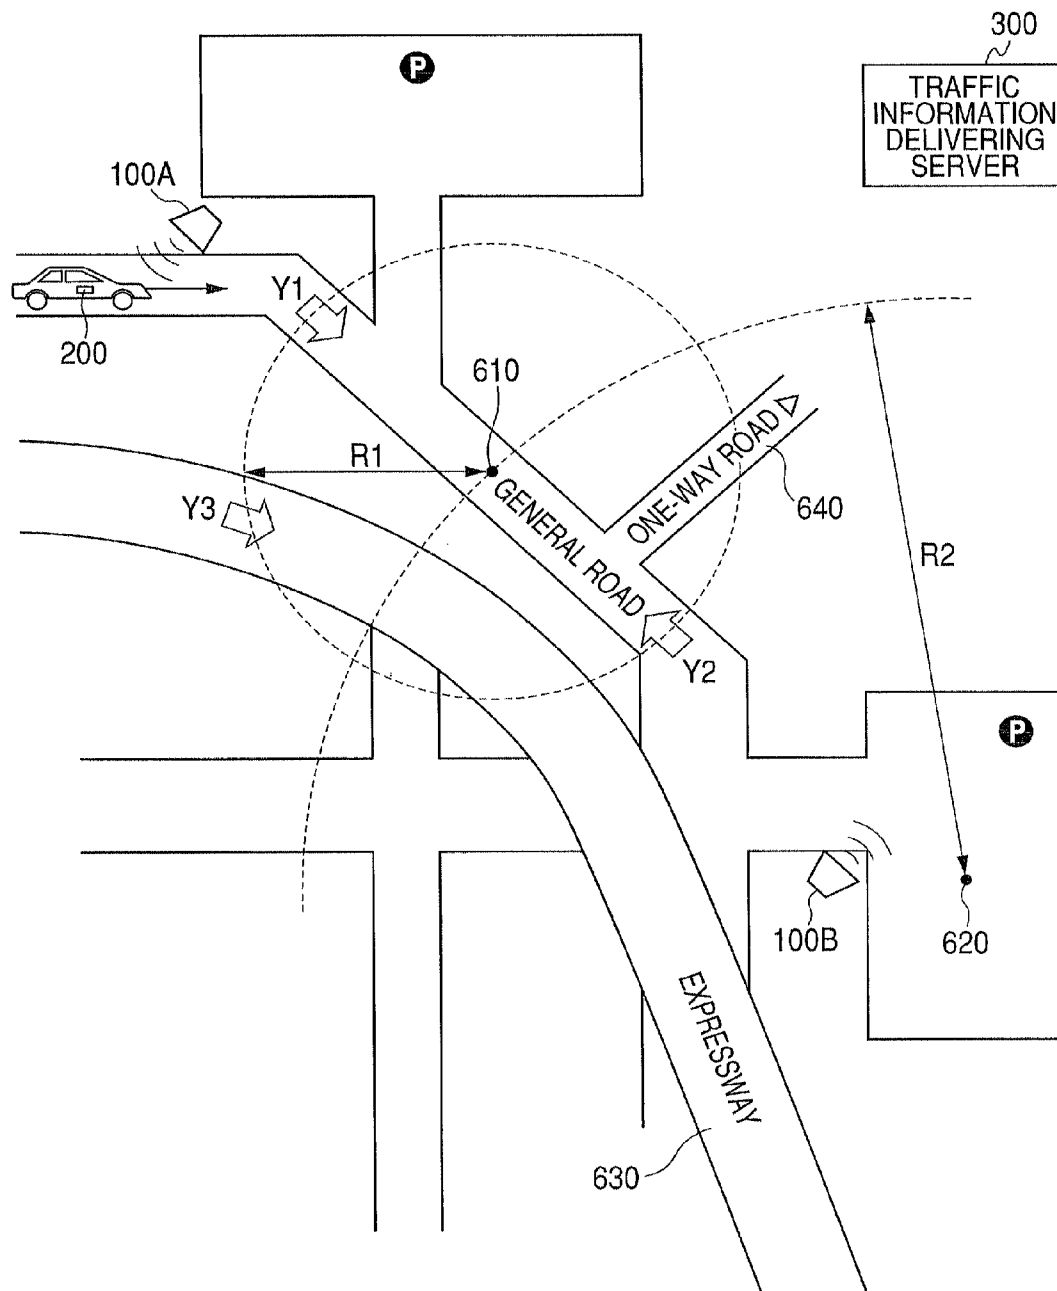 300
P
TRAFFIC
INFORMATION
DELIVERING
SERVER
100A
Y1
200
610
R1
GENERAL ROAD
ONE-WAY ROAD
640
Y3
R2
Y2
P
100B
620
EXPRESSWAY
630